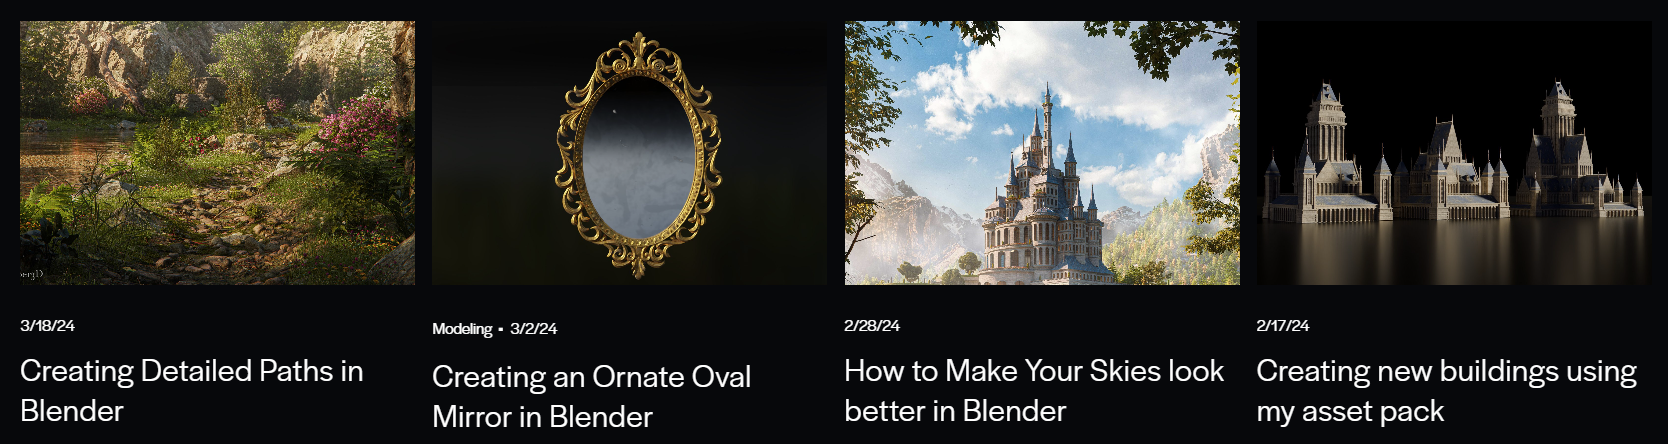 3/18/24
Creating Detailed Paths in
Blender
Modeling • 3/2/24
Creating an Ornate Oval
Mirror in Blender
2/28/24
How to Make Your Skies look
better in Blender
2/17/24
Creating new buildings using
my asset pack